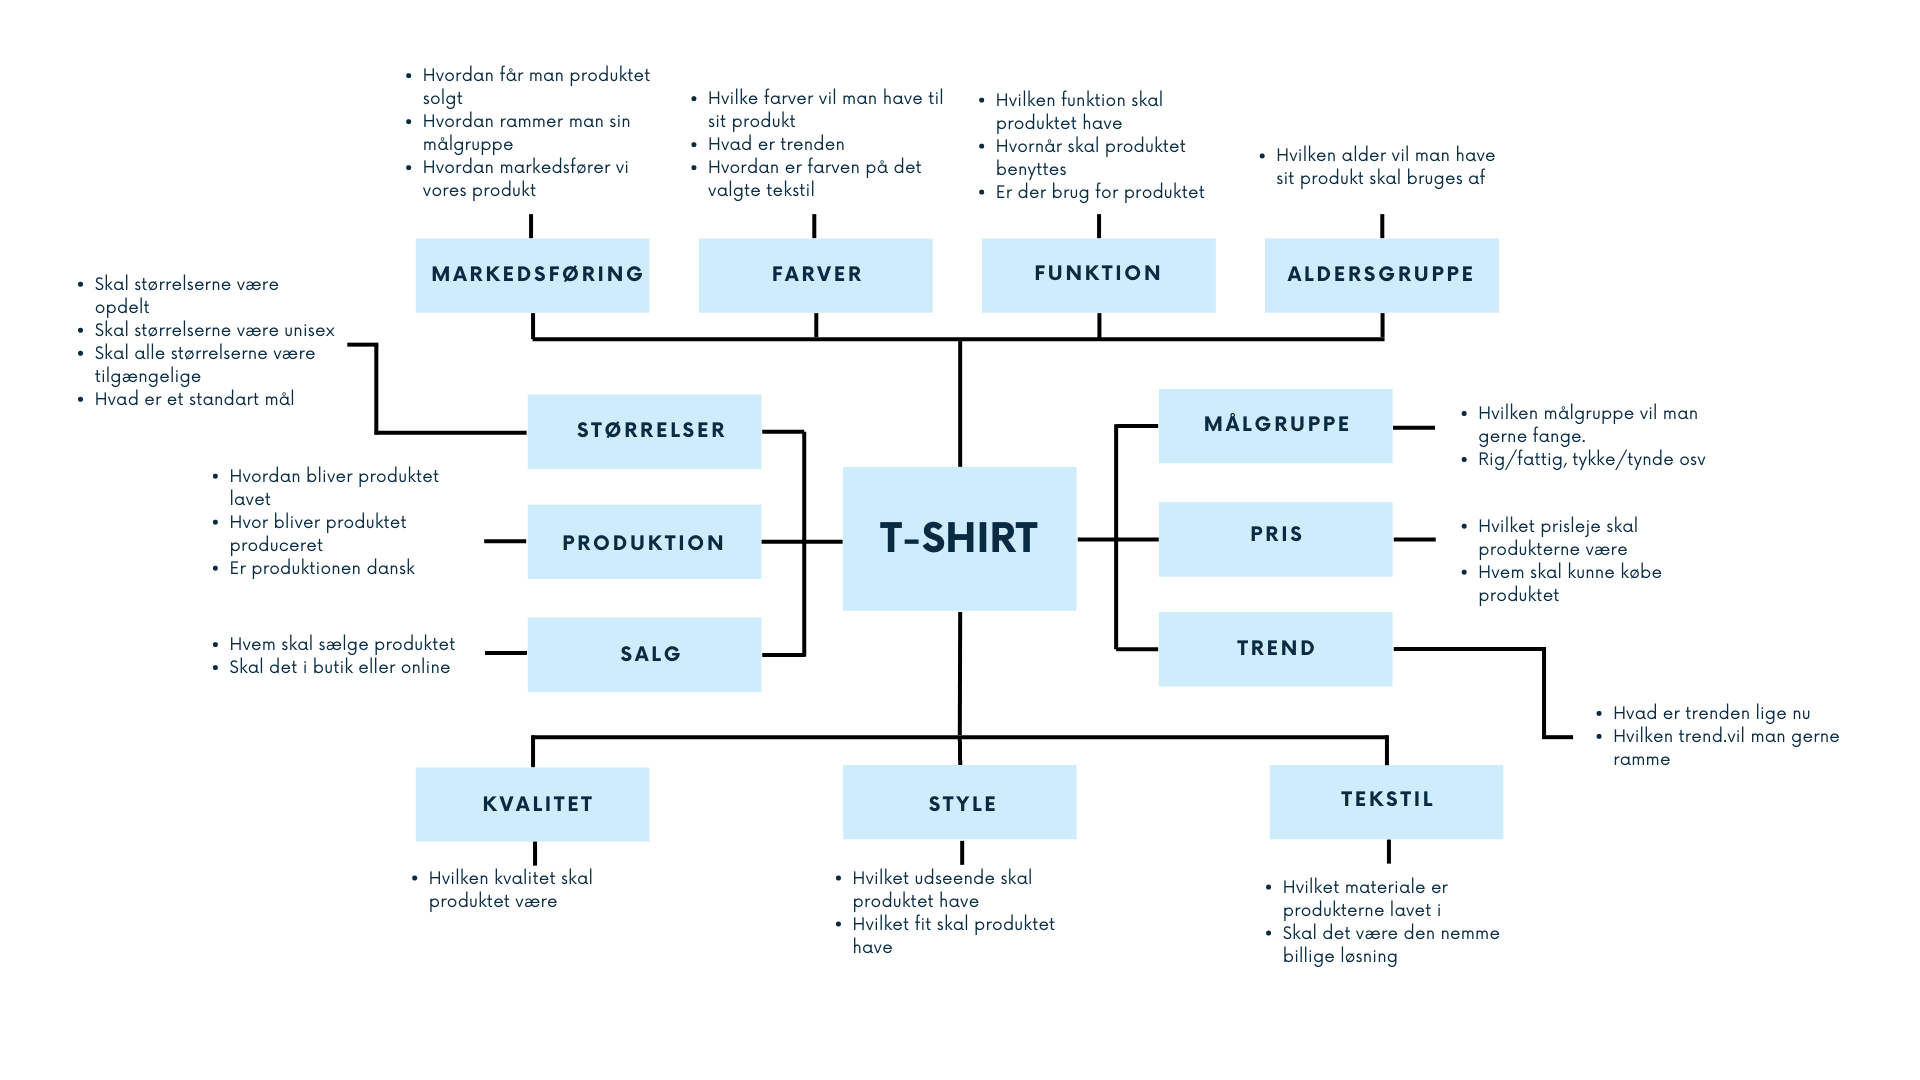 • Hvordan får man produktet
solgt
• Hvordan rammer man sin
målgruppe
• Hvordan markedsfører vi
vores produkt
• Hvilke farver vil man have til
sit produkt
• Hvad er trenden
• Hvordan er farven på det
valgte tekstil
• Hvilken funktion skal
produktet have
• Hvornår skal produktet
benyttes
• Er der brug for produktet
• Hvilken alder vil man have
sit produkt skal bruges af
MARKEDSFØRING
FARVER
FUNKTION
ALDERSGRUPPE
• Skal størrelserne være
opdelt
• Skal størrelserne være unisex
• Skal alle størrelserne være
tilgængelige
• Hvad er et standart mål
STØRRELSER
• Hvordan bliver produktet
lavet
• Hvor bliver produktet
produceret
• Er produktionen dansk
PRODUKTION
• Hvem skal sælge produktet
• Skal det i butik eller online
SALG
T-SHIRT
MÅLGRUPPE
• Hvilken målgruppe vil man
gerne fange.
• Rig/fattig, tykke/tynde osv
PRIS
• Hvilket prisleje skal
produkterne være
• Hvem skal kunne købe
produktet
TREND
• Hvad er trenden lige nu
• Hvilken trend.vil man gerne
ramme
KVALITET
STYLE
TEKSTIL
• Hvilken kvalitet skal
produktet være
• Hvilket udseende skal
produktet have
• Hvilket fit skal produktet
have
• Hvilket materiale er
produkterne lavet i
• Skal det være den nemme
billige løsning